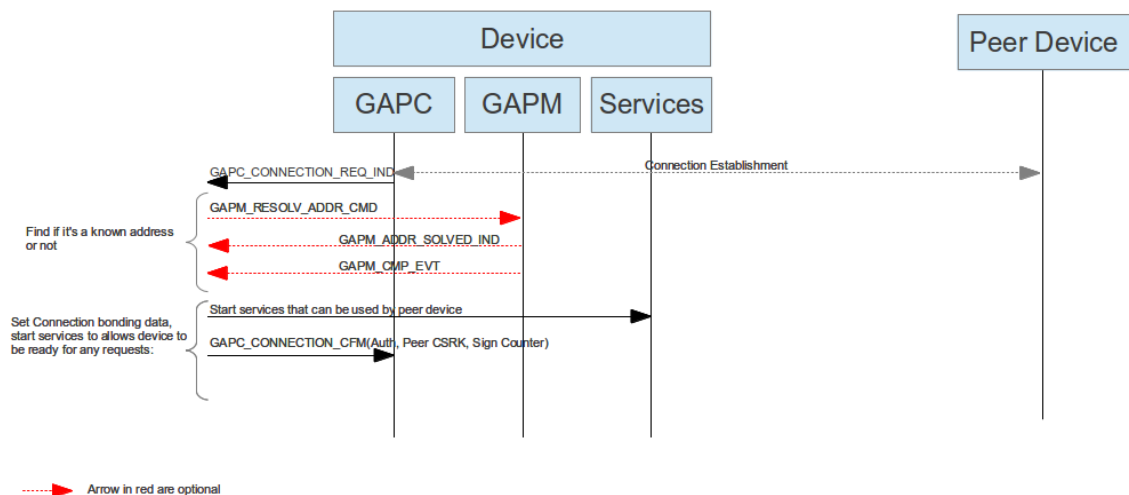 Device
Peer Device
GAPC
GAPM
Services
Connection Establishment
GAPC_CONNECTION_REQ_IND
GAPM_RESOLV_ADDR_CMD
Find if it's a known address
or not
GAPM_ADDR_SOLVED_IND
GAPM_CMP_EVT
Start services that can be used by peer device
Set Connection bonding data,
start services to allows device to
be ready for any requests:
GAPC_CONNECTION_CFM(Auth, Peer CSRK, Sign Counter)
Arrow in red are optional